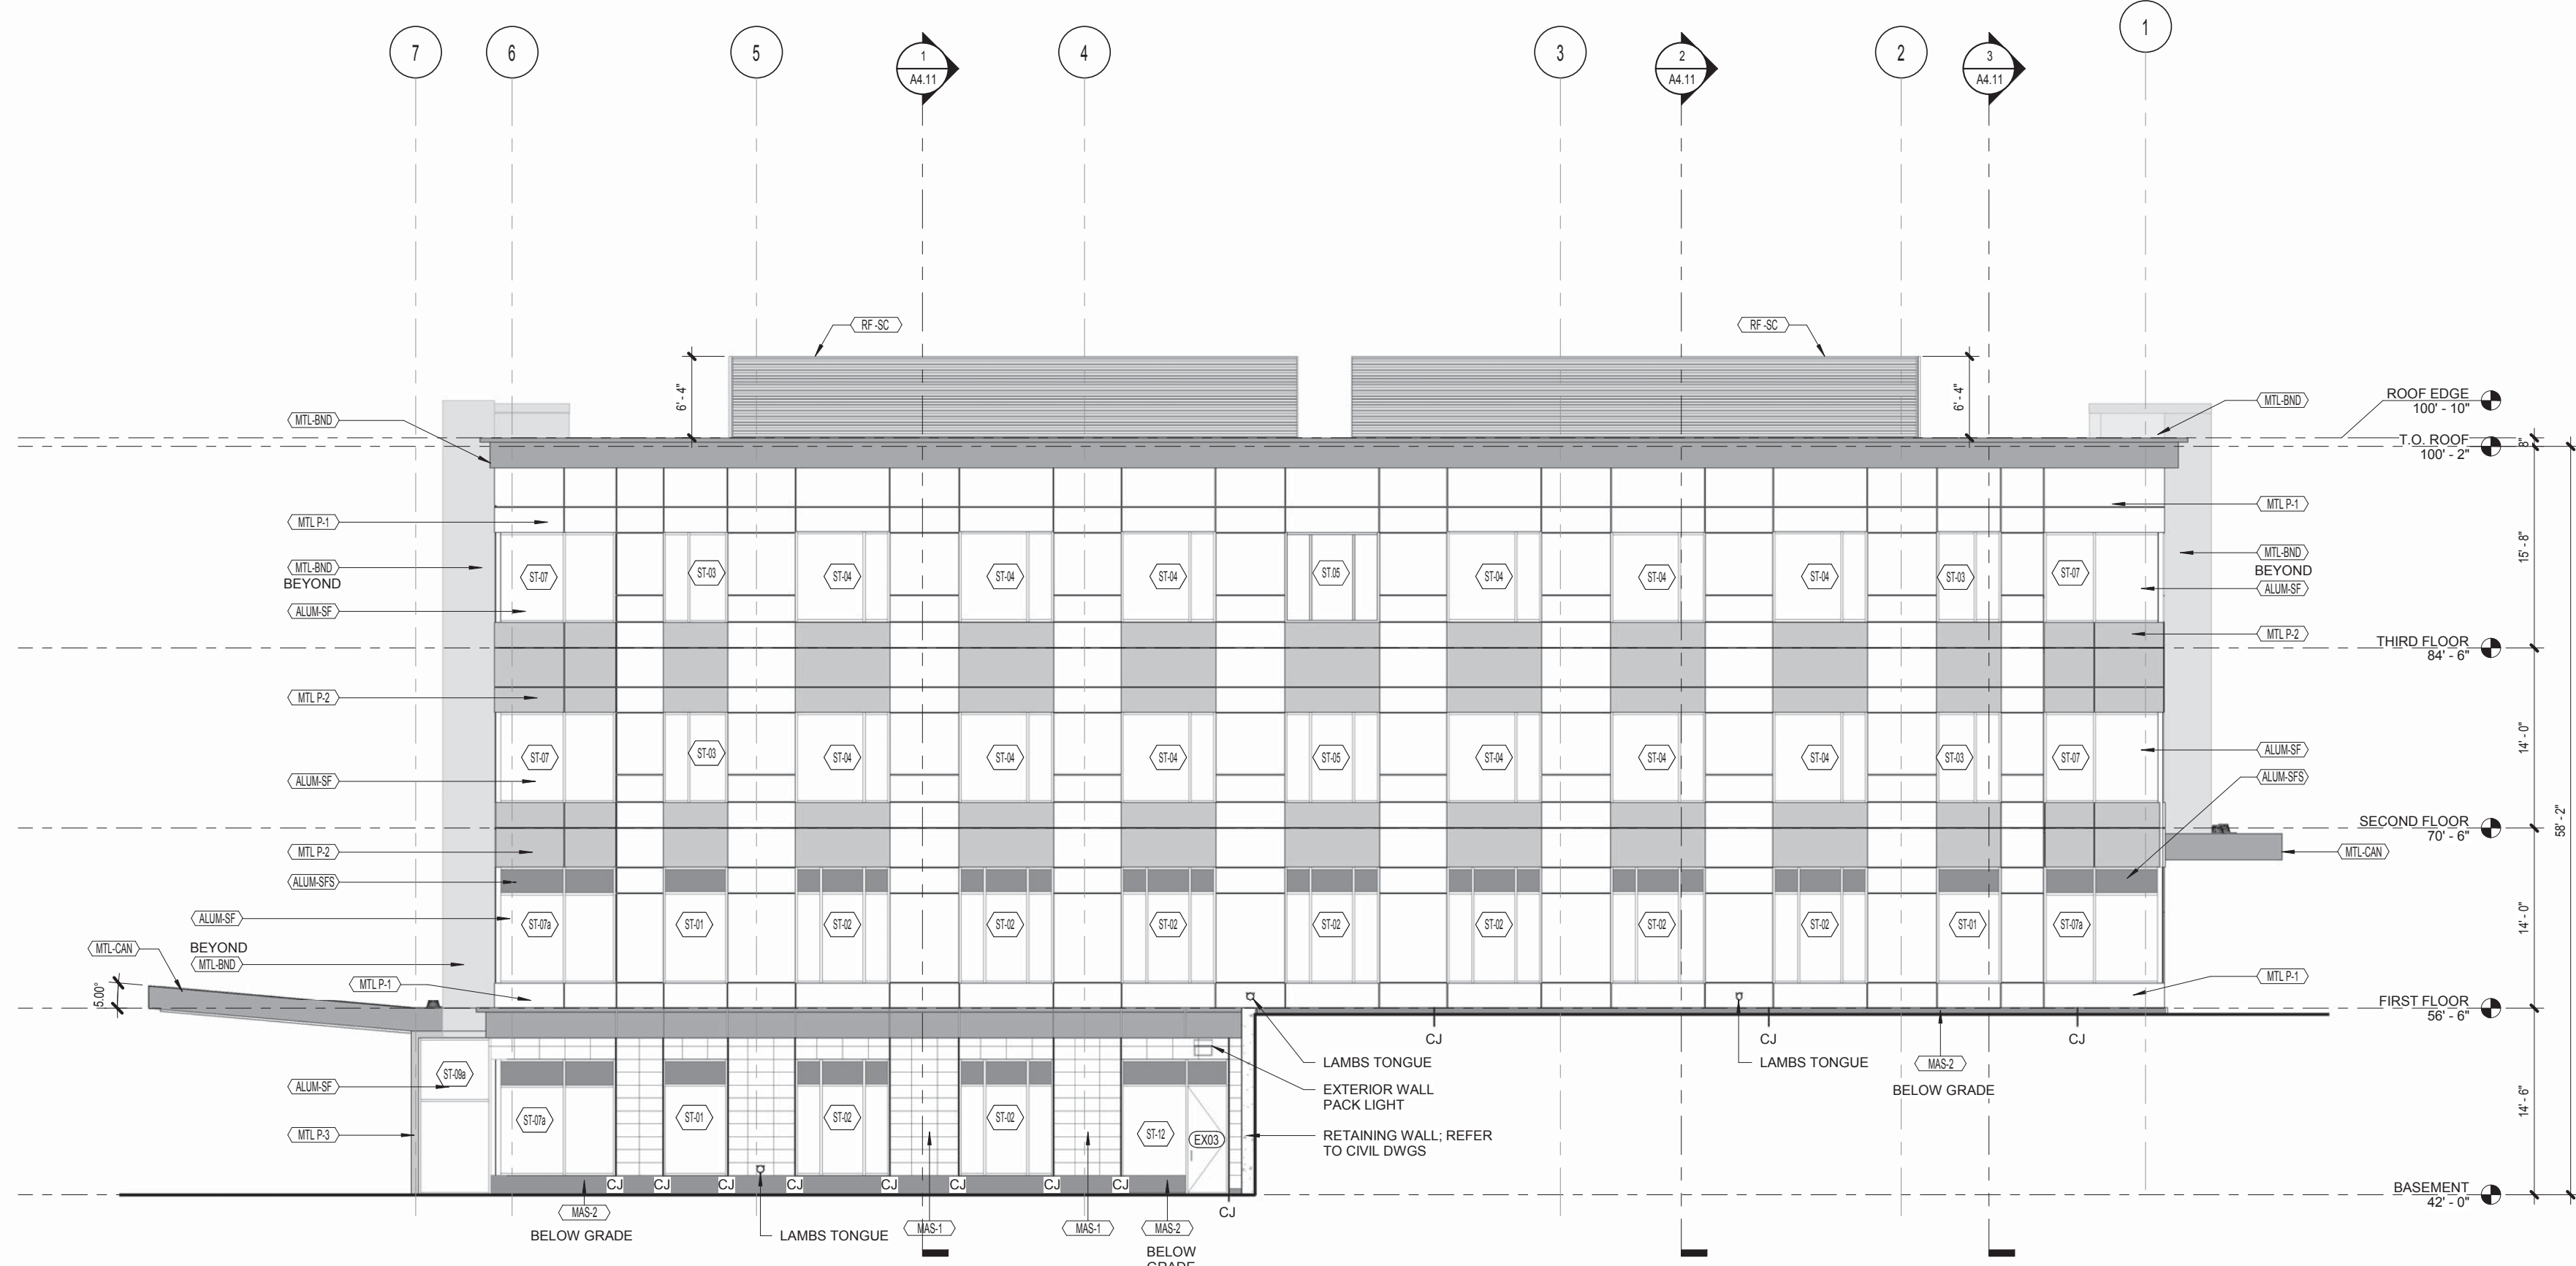 7
6
5
1
A4.11
4
3
2
A4.11
2
3
A4.11
1
RF -SC
RF -SC
6' - 4"
6' - 4"
MTL-BND
MTL-BND
ROOF EDGE
100' - 10"
T.O. ROOF
100' - 2"
8"
MTL P-1
MTL P-1
15' - 8"
MTL-BND
BEYOND
MTL-BND
BEYOND
ALUM-SF
ALUM-SF
ST-07
ST-03
ST-04
ST-04
ST-04
ST.05
ST-04
ST-04
ST-04
ST-03
ST-07
MTL P-2
THIRD FLOOR
84' - 6"
MTL P-2
ST-07
ST-03
ST-04
ST-04
ST-04
ST-05
ST-04
ST-04
ST-04
ST-03
ST-07
ALUM-SF
14' - 0"
ALUM-SF
ALUM-SFS
SECOND FLOOR
70' - 6"
58' - 2"
MTL P-2
MTL-CAN
ALUM-SFS
ALUM-SF
ST-07a
ST-01
ST-02
ST-02
ST-02
ST-02
ST-02
ST-02
ST-02
ST-01
ST-07a
14' - 0"
MTL-CAN
BEYOND
MTL-BND
MTL P-1
MTL P-1
5.00°
FIRST FLOOR
56' - 6"
CJ
CJ
CJ
LAMBS TONGUE
LAMBS TONGUE
MAS-2
BELOW GRADE
EXTERIOR WALL
PACK LIGHT
RETAINING WALL; REFER
TO CIVIL DWGS
ST-09a
ALUM-SF
MTL P-3
ST-07a
ST-01
ST-02
ST-02
ST-12
EX03
14' - 6"
CJ
CJ
CJ
CJ
CJ
CJ
CJ
CJ
CJ
BASEMENT
42' - 0"
MAS-2
BELOW GRADE
LAMBS TONGUE
MAS-1
MAS-1
MAS-2
BELOW
GRADE